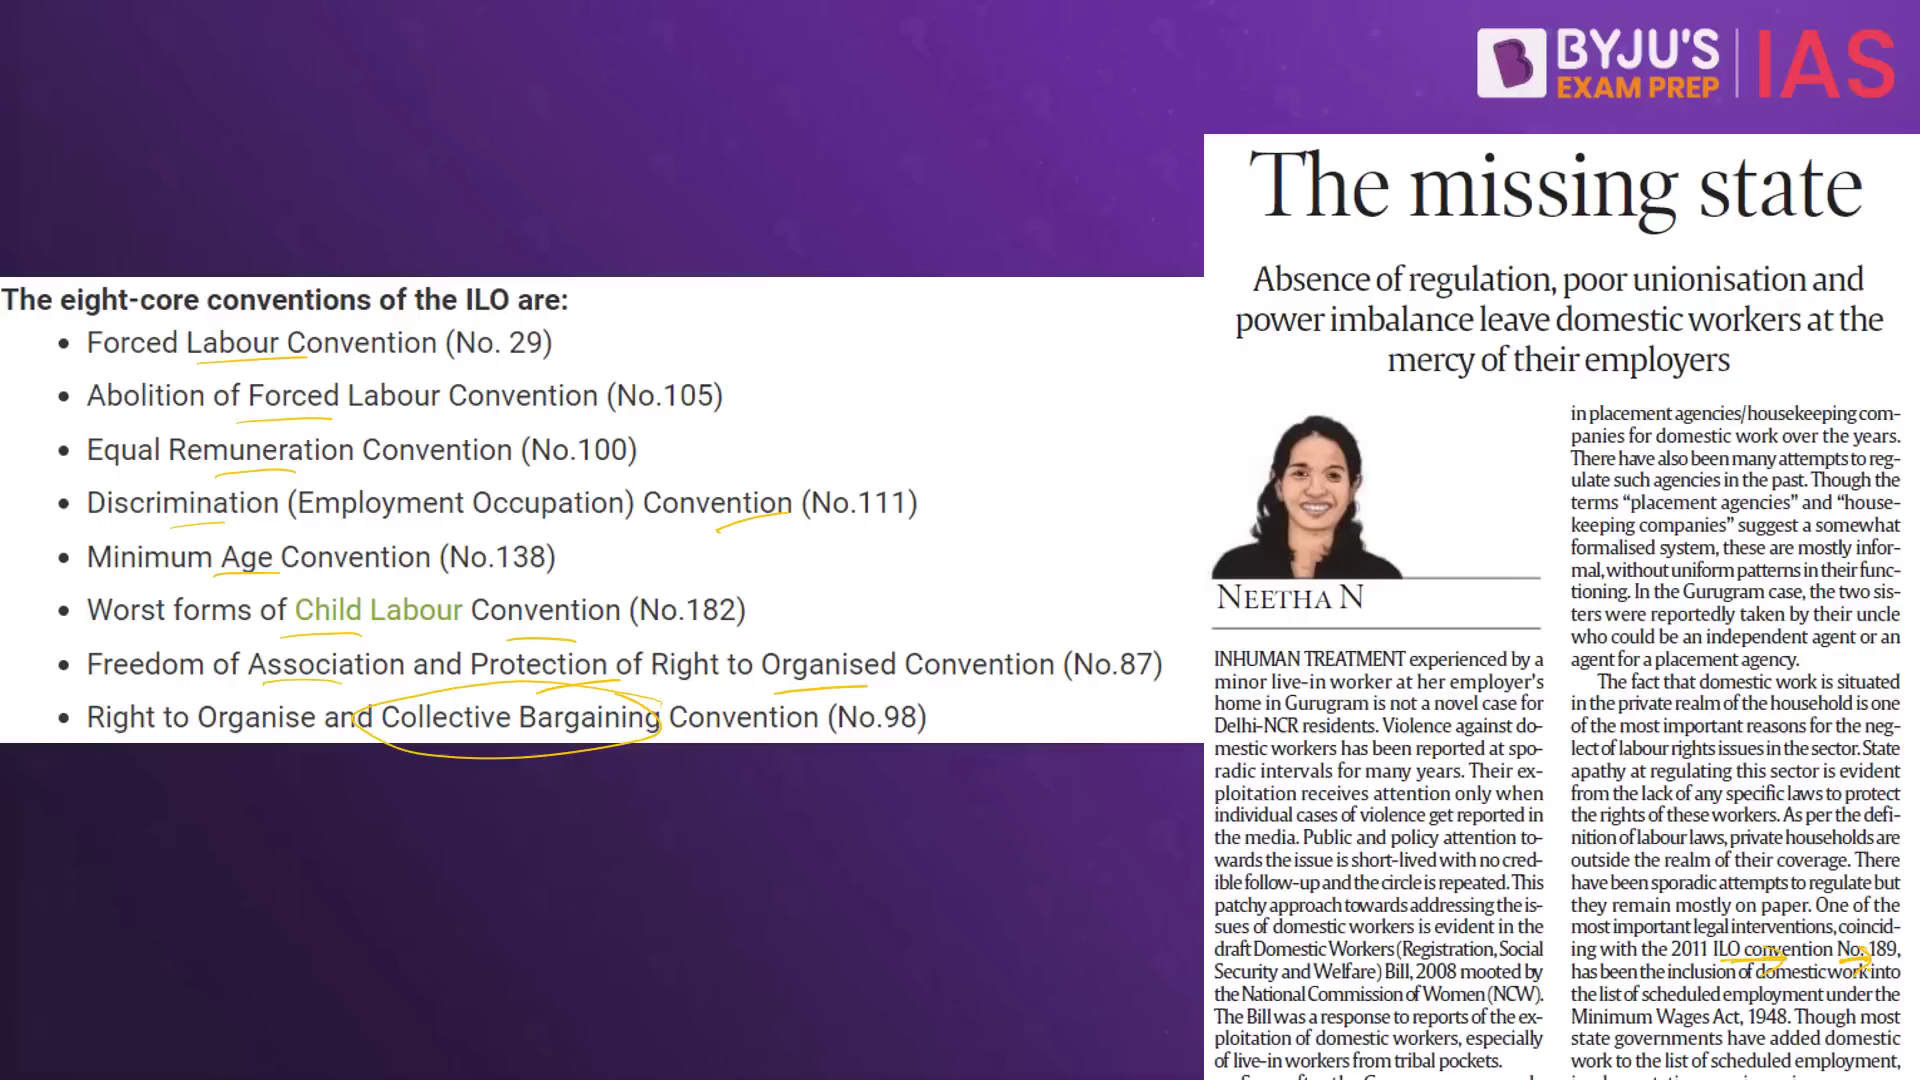 BYJU'S
EXAM PREP
IAS
The eight-core conventions of the ILO are:
• Forced Labour Convention (No. 29)
• Abolition of Forced Labour Convention (No.105)
• Equal Remuneration Convention (No.100)
• Discrimination (Employment Occupation) Convention (No.111)
• Minimum Age Convention (No.138)
• Worst forms of Child Labour Convention (No.182)
• Freedom of Association and Protection of Right to Organised Convention (No.87)
• Right to Organise and Collective Bargaining Convention (No.98)
The missing state
Absence of regulation, poor unionisation and
power imbalance leave domestic workers at the
mercy of their employers
NEETHA N
INHUMAN TREATMENT experienced by a
minor live-in worker at her employer's
home in Gurugram is not a novel case for
Delhi-NCR residents. Violence against do-
mestic workers has been reported at spo-
radic intervals for many years. Their ex-
ploitation receives attention only when
individual cases of violence get reported in
the media. Public and policy attention to-
wards the issue is short-lived with no cred-
ible follow-up and the circle is repeated. This
patchy approach towards addressing the is-
sues of domestic workers is evident in the
draft Domestic Workers (Registration, Social
Security and Welfare) Bill, 2008 mooted by
the National Commission of Women (NCW).
The Bill was a response to reports of the ex-
ploitation of domestic workers, especially
of live-in workers from tribal pockets.
in placement agencies/housekeeping com-
panies for domestic work over the years.
There have also been many attempts to reg-
ulate such agencies in the past. Though the
terms “placement agencies” and “house-
keeping companies” suggest a somewhat
formalised system, these are mostly infor-
mal, without uniform patterns in their func-
tioning. In the Gurugram case, the two sis-
ters were reportedly taken by their uncle
who could be an independent agent or an
agent for a placement agency.
The fact that domestic work is situated
in the private realm of the household is one
of the most important reasons for the neg-
lect of labour rights issues in the sector. State
apathy at regulating this sector is evident
from the lack of any specific laws to protect
the rights of these workers. As per the defi-
nition of labour laws, private households are
outside the realm of their coverage. There
have been sporadic attempts to regulate but
they remain mostly on paper. One of the
most important legal interventions, coincid-
ing with the 2011 ILO convention No. 189,
has been the inclusion of domestic work into
the list of scheduled employment under the
Minimum Wages Act, 1948. Though most
state governments have added domestic
work to the list of scheduled employment,